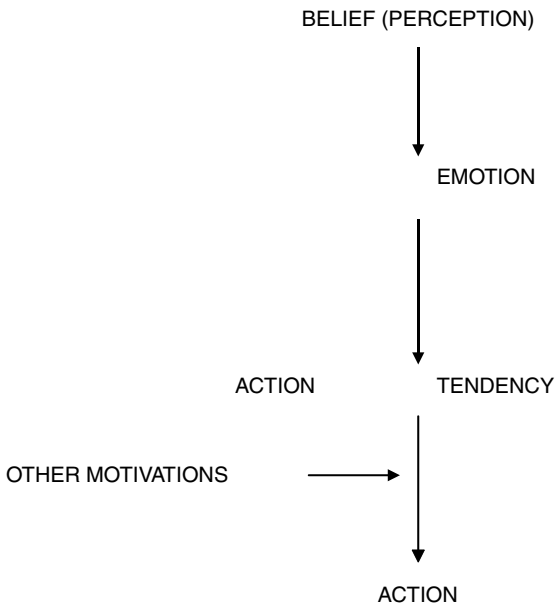 BELIEF (PERCEPTION)
EMOTION
ACTION TENDENCY
OTHER MOTIVATIONS
ACTION